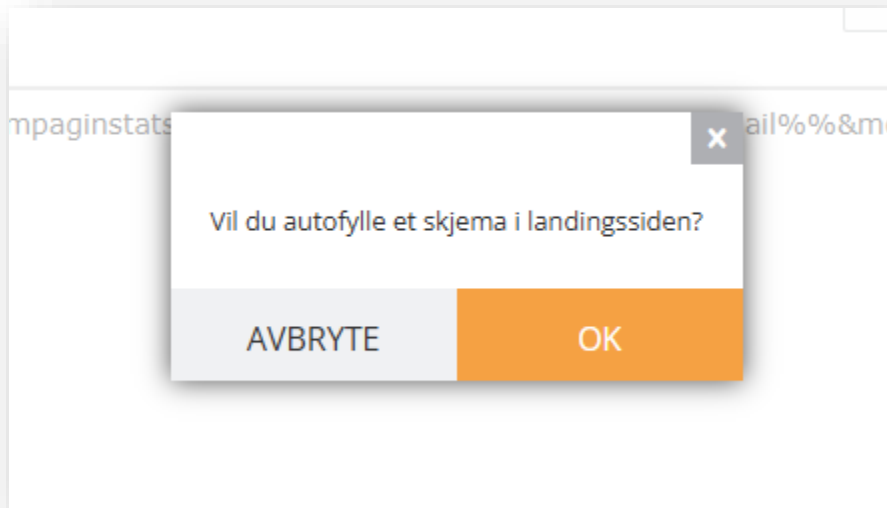 mpaginstats
ail%%&m
x
Vil du autofylle et skjema i landingssiden?
AVBRYTE
OK